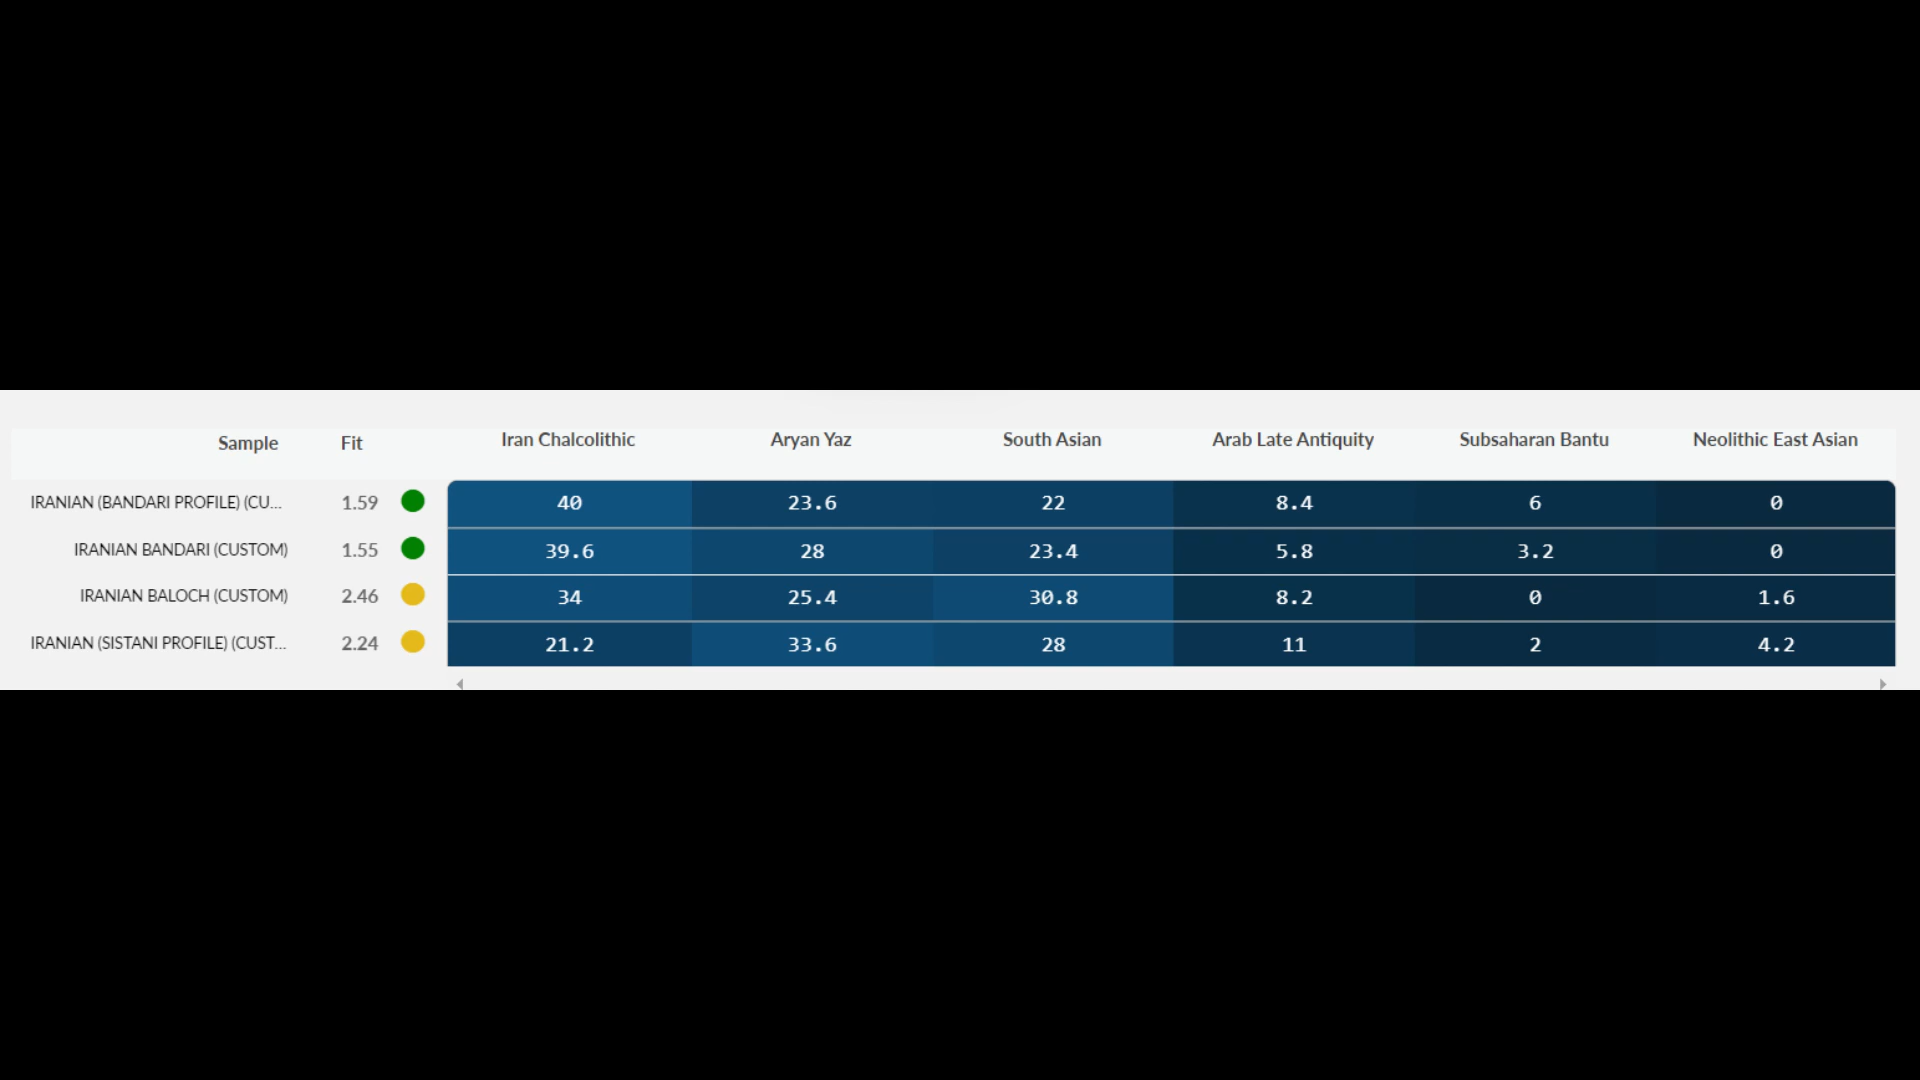 Sample Fit Iran Chalcolithic Aryan Yaz South Asian Arab Late Antiquity Subsaharan Bantu Neolithic East Asian
IRANIAN (BANDARI PROFILE) (CU... 1.59 40 23.6 22 8.4 6 0
IRANIAN BANDARI (CUSTOM) 1.55 39.6 28 23.4 5.8 3.2 0
IRANIAN BALOCH (CUSTOM) 2.46 34 25.4 30.8 8.2 0 1.6
IRANIAN (SISTANI PROFILE) (CUST... 2.24 21.2 33.6 28 11 2 4.2